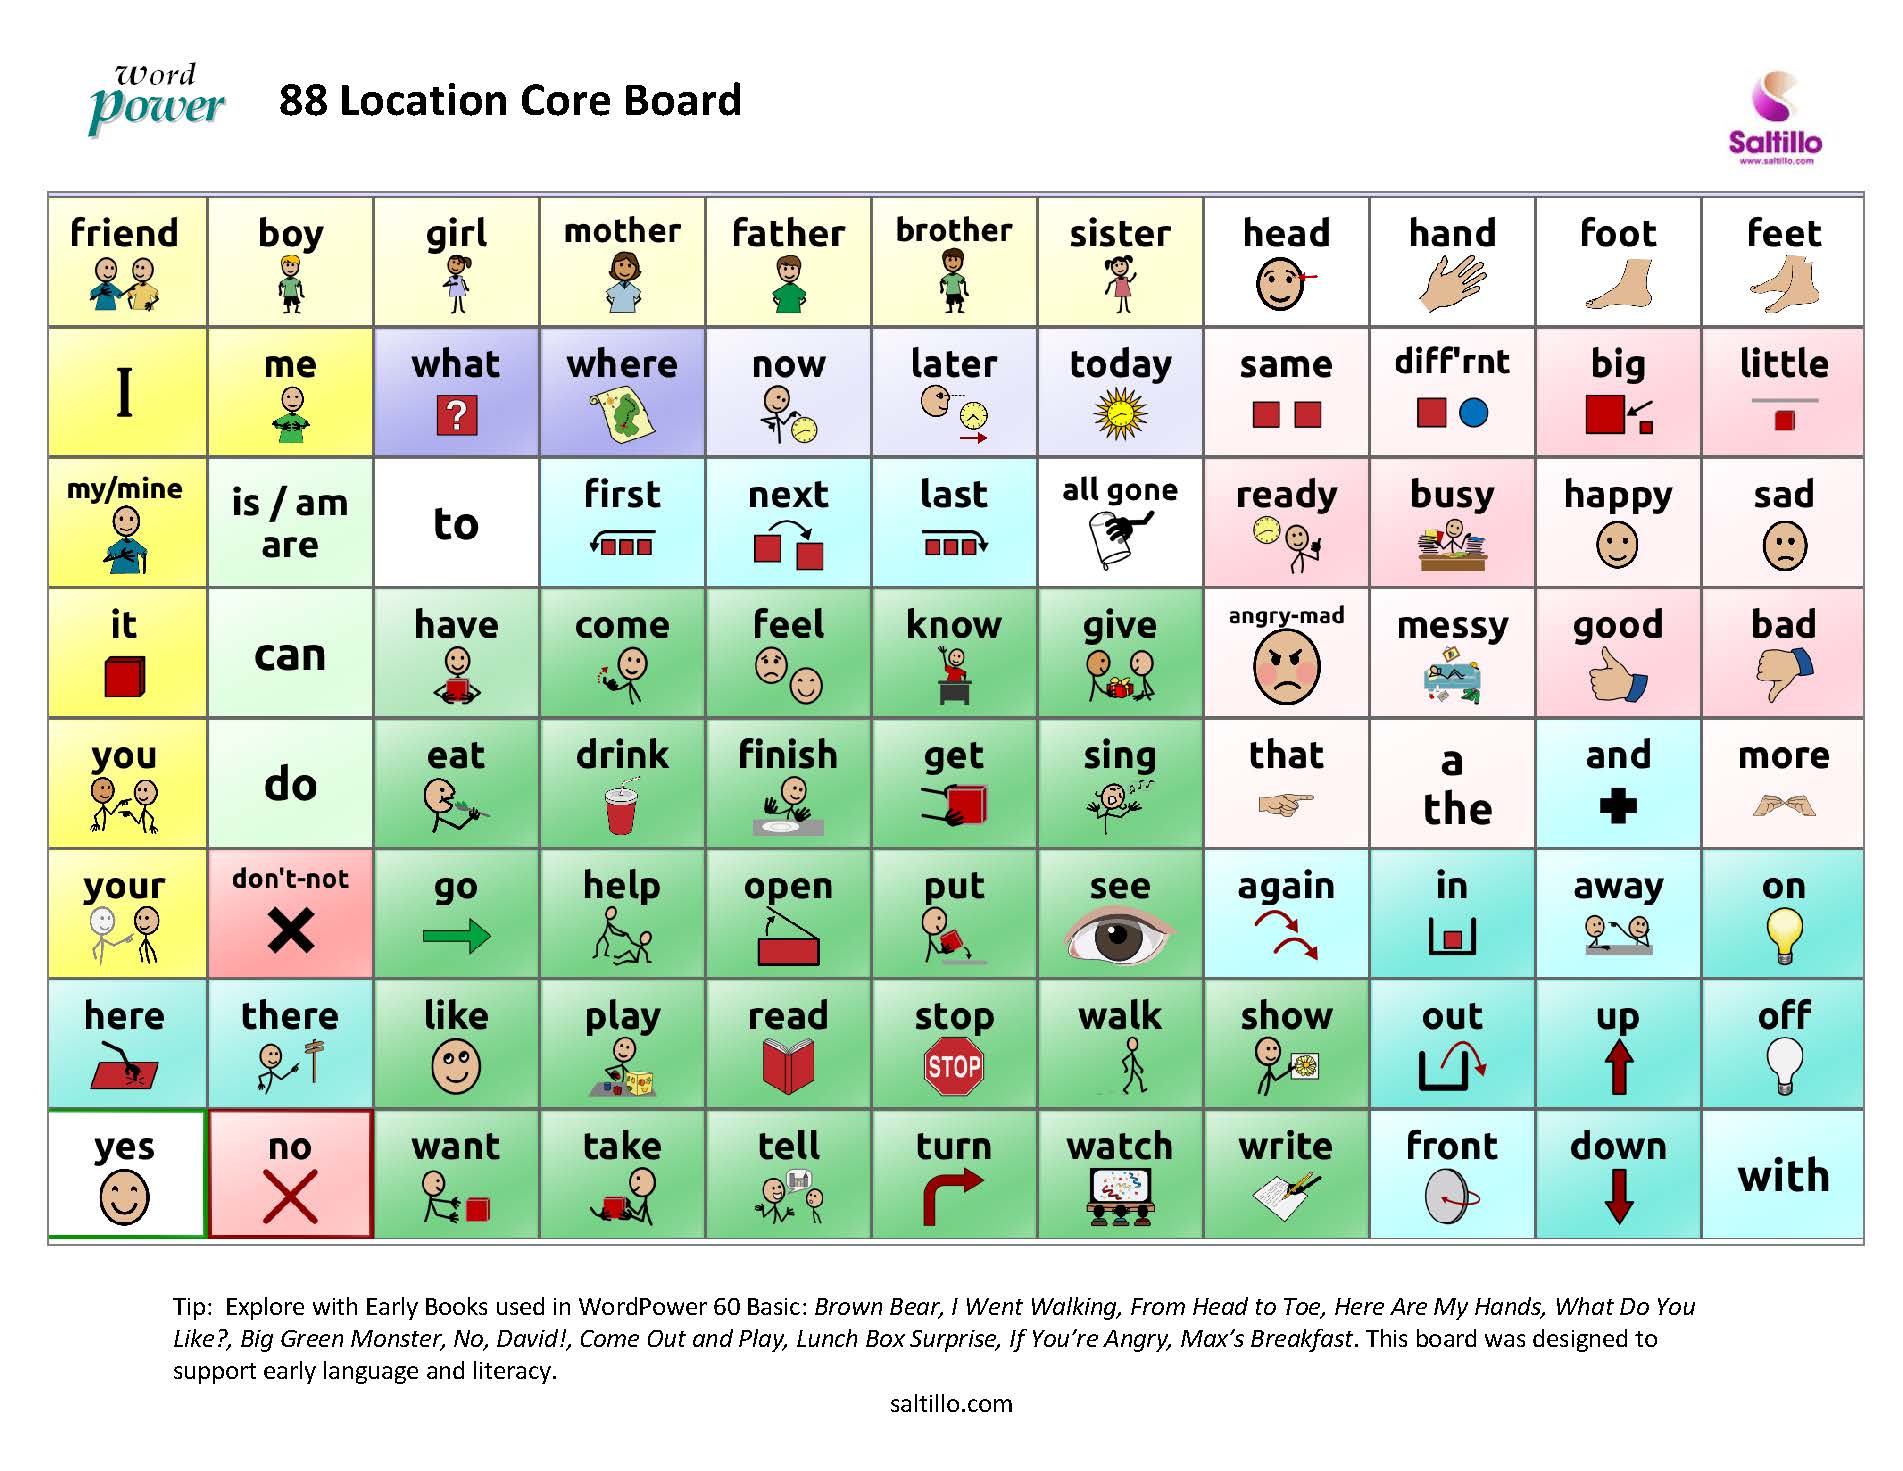 Word
power
88 Location Core Board
Saltillo
www.saltillo.com
friend boy girl mother father brother sister head hand foot feet
I me what where now later today same diff'rnt big little
?
my/mine is / am
are to first next last all gone ready busy happy sad
it can have come feel know give angry-mad messy good bad
you do eat drink finish get sing that a
the and more
your don't-not go help open put see again in away on
here there like play read stop walk show out up off
STOP
yes no want take tell turn watch write front down with
Tip:  Explore with Early Books used in WordPower 60 Basic: Brown Bear, I Went Walking, From Head to Toe, Here Are My Hands, What Do You
Like?, Big Green Monster, No, David!, Come Out and Play, Lunch Box Surprise, If You’re Angry, Max’s Breakfast. This board was designed to
support early language and literacy.
saltillo.com